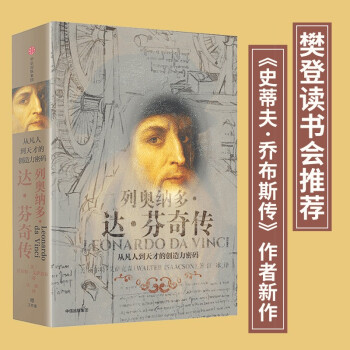 樊登读书会推荐
《史蒂夫·乔布斯传》作者新作
列奥纳多·
达·芬奇传
LEONARDO DA VINCI
从凡人到天才的创造力密码
从凡人
到天才的
创造力密码
列奥纳多·
达·芬奇传
Leonardo
da Vinci
中信出版集团